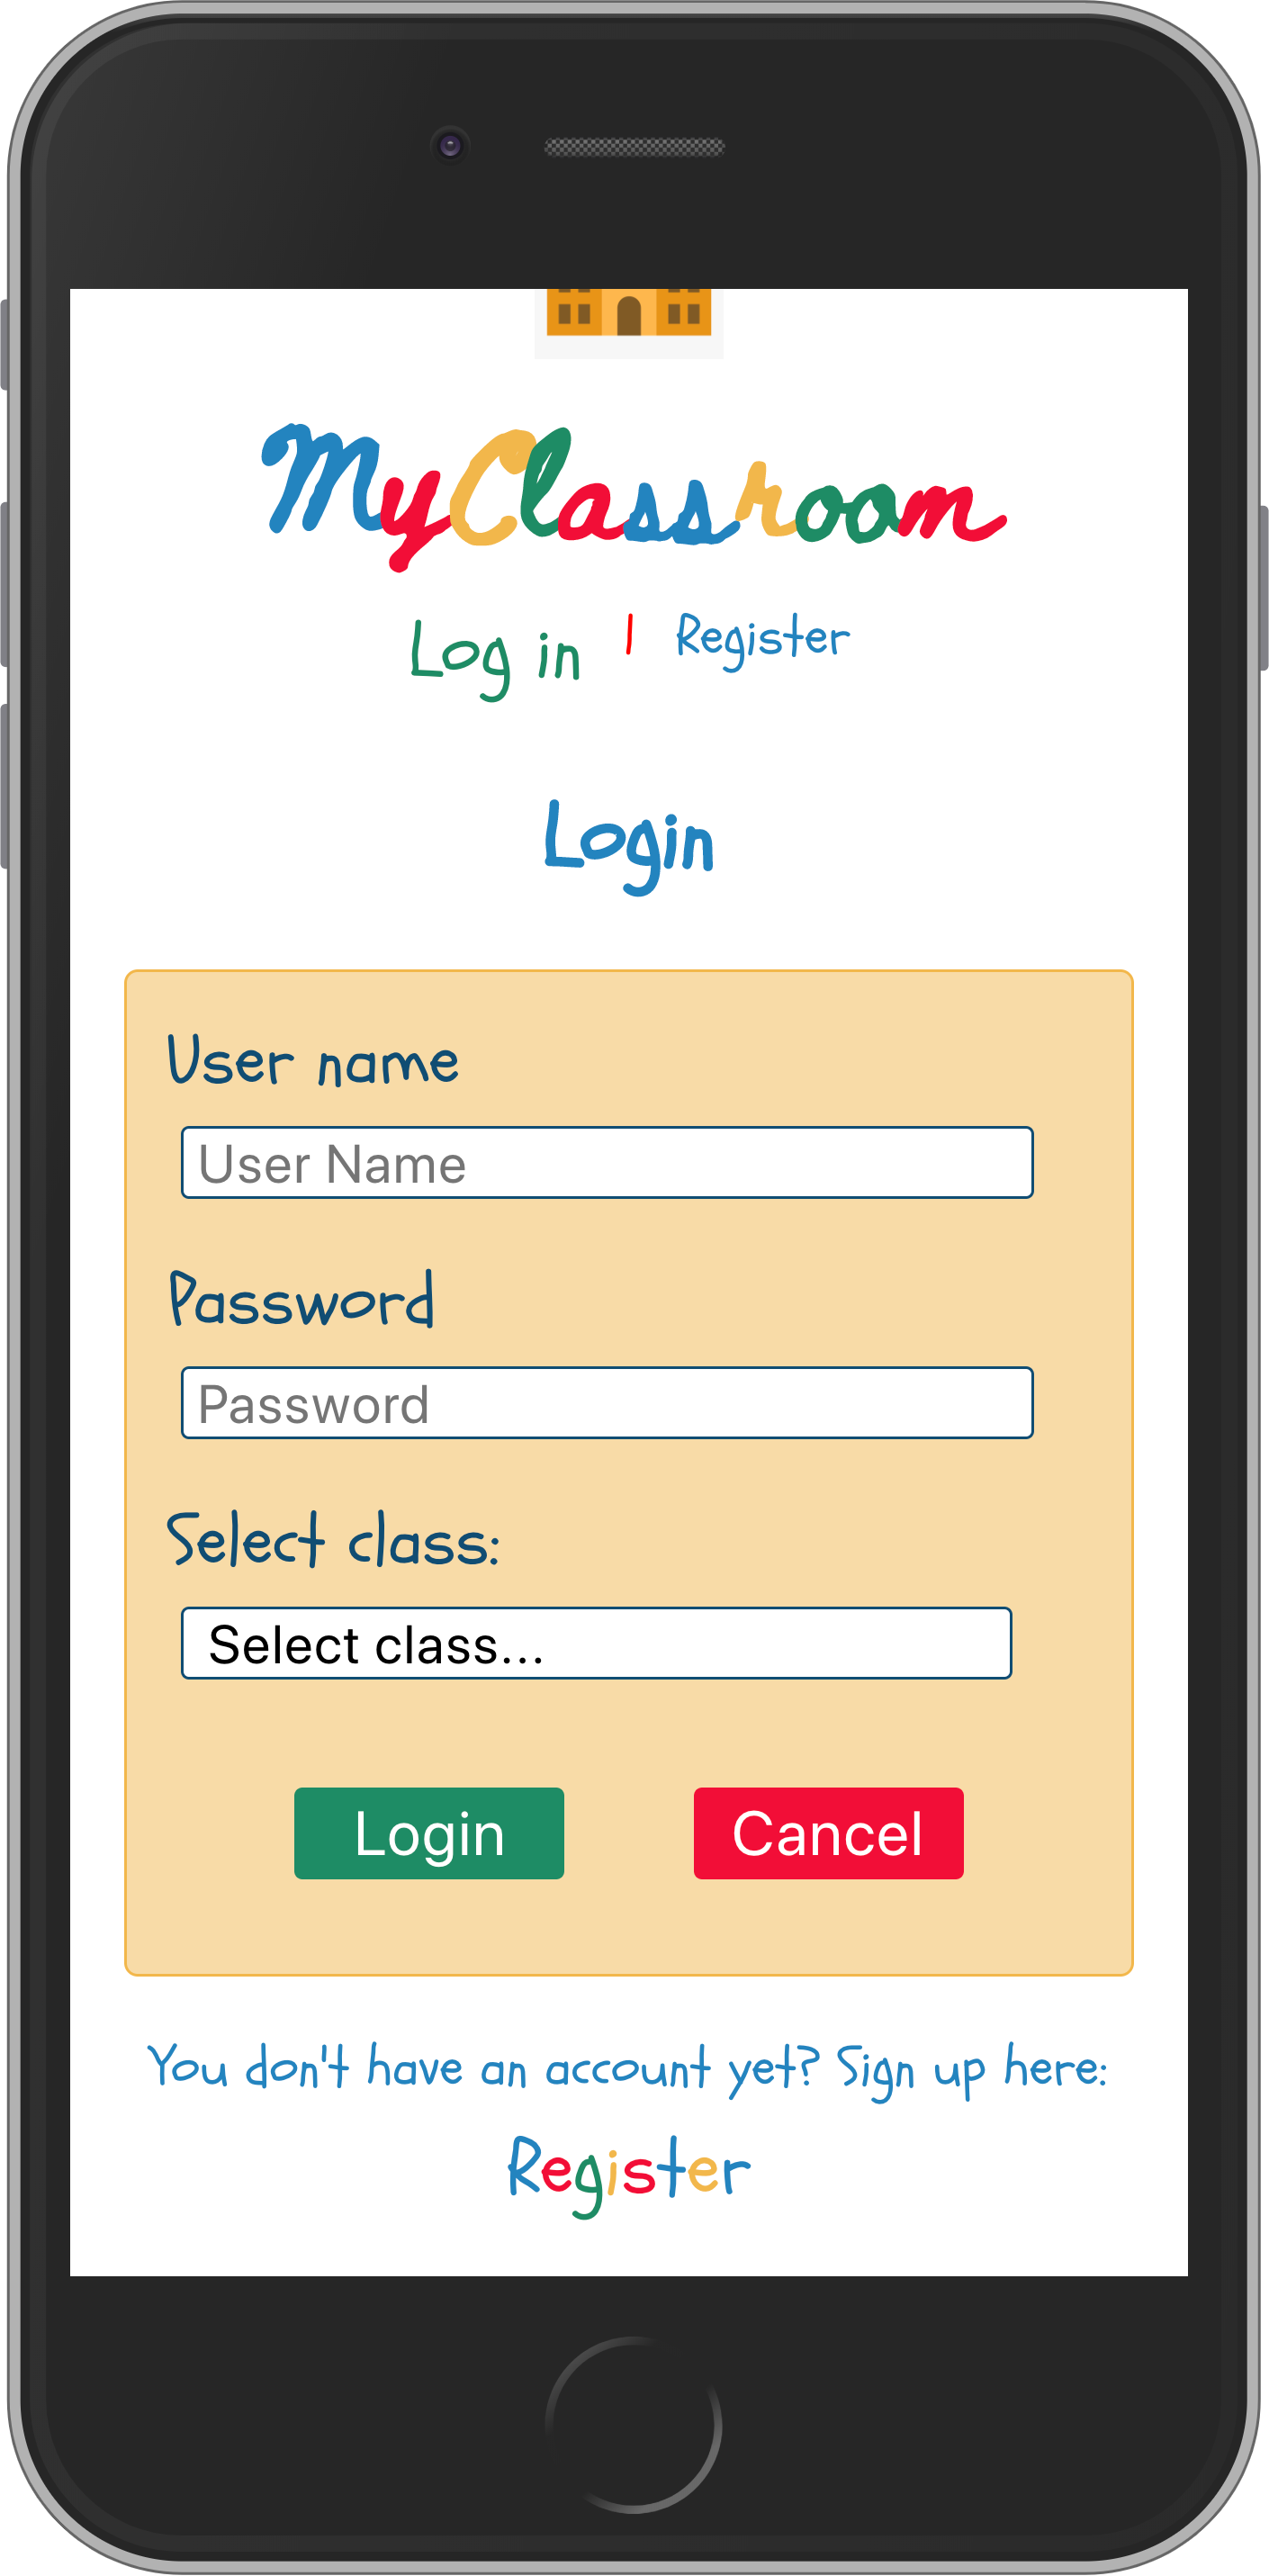 MyClassroom
Log in | Register
Login
User name
User Name
Password
Password
Select class:
Select class...
Login Cancel
You don't have an account yet? Sign up here:
Register